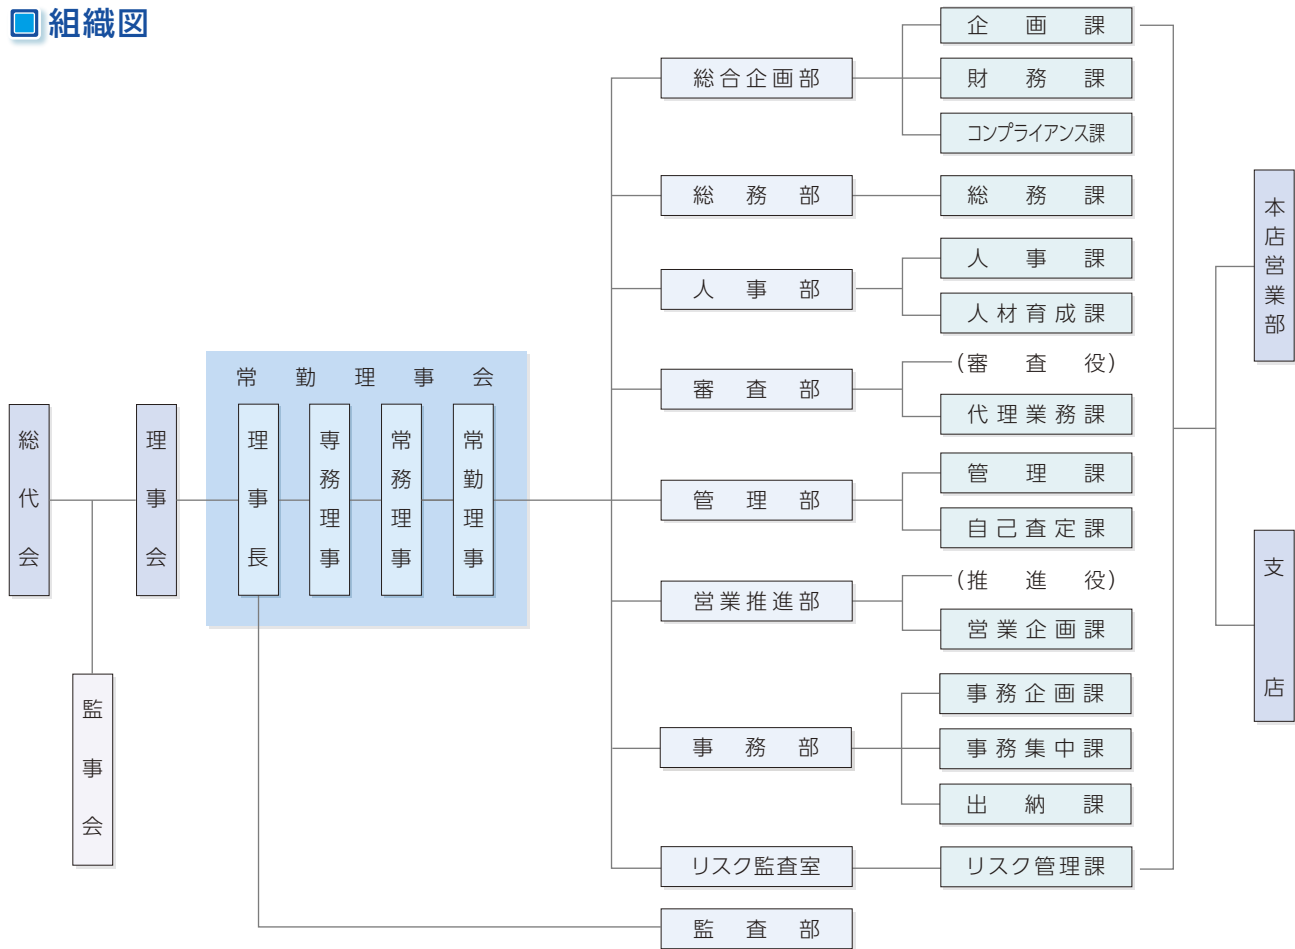 組織図
総代会
監事会
理事会
常勤理事会
理事長
専務理事
常務理事
常勤理事
総合企画部
企画課
財務課
コンプライアンス課
総務部
総務課
人事部
人事課
人材育成課
審査部
(審査役)
代理業務課
管理部
管理課
自己査定課
営業推進部
(推進役)
営業企画課
事務部
事務企画課
事務集中課
出納課
リスク監査室
リスク管理課
監査部
本店営業部
支店